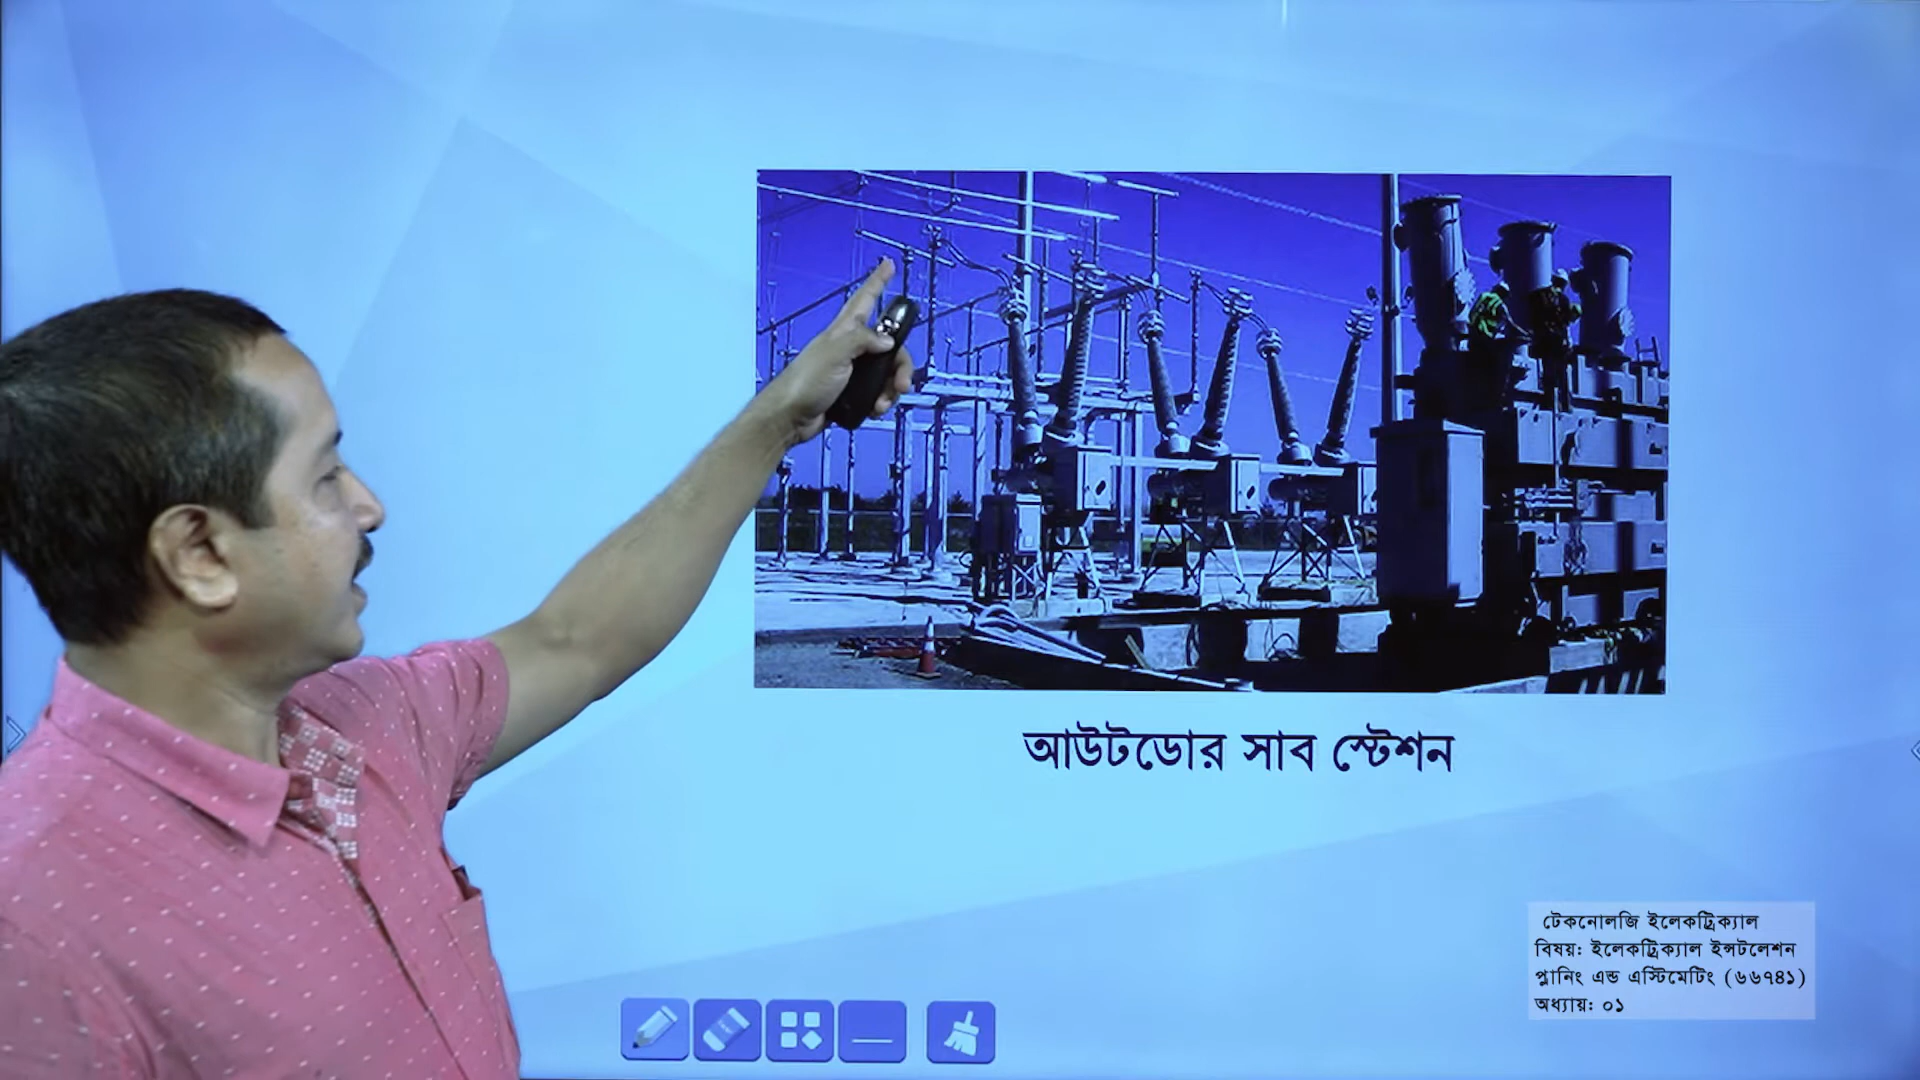 আউটডোর সাব স্টেশন
টেকনোলজি ইলেকট্রিক্যাল
বিষয়: ইলেকট্রিক্যাল ইন্সটলেশন
প্লানিং এন্ড এস্টিমেটিং (৬৬৭৪১)
অধ্যায়: ০১